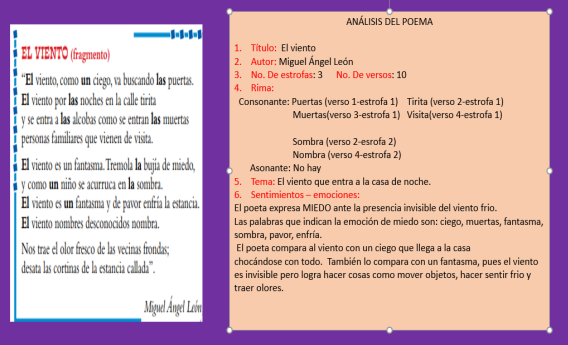 EL VIENTO (fragmento)
“El viento, como un ciego, va buscando las puertas.
El viento por las noches en la calle tirita
y se entra a las alcobas como se entran las muertas
personas familiares que vienen de visita.
El viento es un fantasma. Tremola la bujía de miedo,
y como un niño se acurruca en la sombra.
El viento es un fantasma y de pavor enfría la estancia.
El viento nombres desconocidos nombra.
Nos trae el olor fresco de las vecinas frondas;
desata las cortinas de la estancia callada”.
Miguel Ángel León
ANÁLISIS DEL POEMA
1. Título: El viento
2. Autor: Miguel Ángel León
3. No. De estrofas: 3 No. De versos: 10
4. Rima:
Consonante: Puertas (verso 1-estrofa 1) Tirita (verso 2-estrofa 1)
Muertas(verso 3-estrofa 1) Visita(verso 4-estrofa 1)
Sombra (verso 2-esrofa 2)
Nombra (verso 4-estrofa 2)
Asonante: No hay
5. Tema: El viento que entra a la casa de noche.
6. Sentimientos – emociones:
El poeta expresa MIEDO ante la presencia invisible del viento frio.
Las palabras que indican la emoción de miedo son: ciego, muertas, fantasma,
sombra, pavor, enfría.
El poeta compara al viento con un ciego que llega a la casa
chocándose con todo. También lo compara con un fantasma, pues el viento
es invisible pero logra hacer cosas como mover objetos, hacer sentir frio y
traer olores.